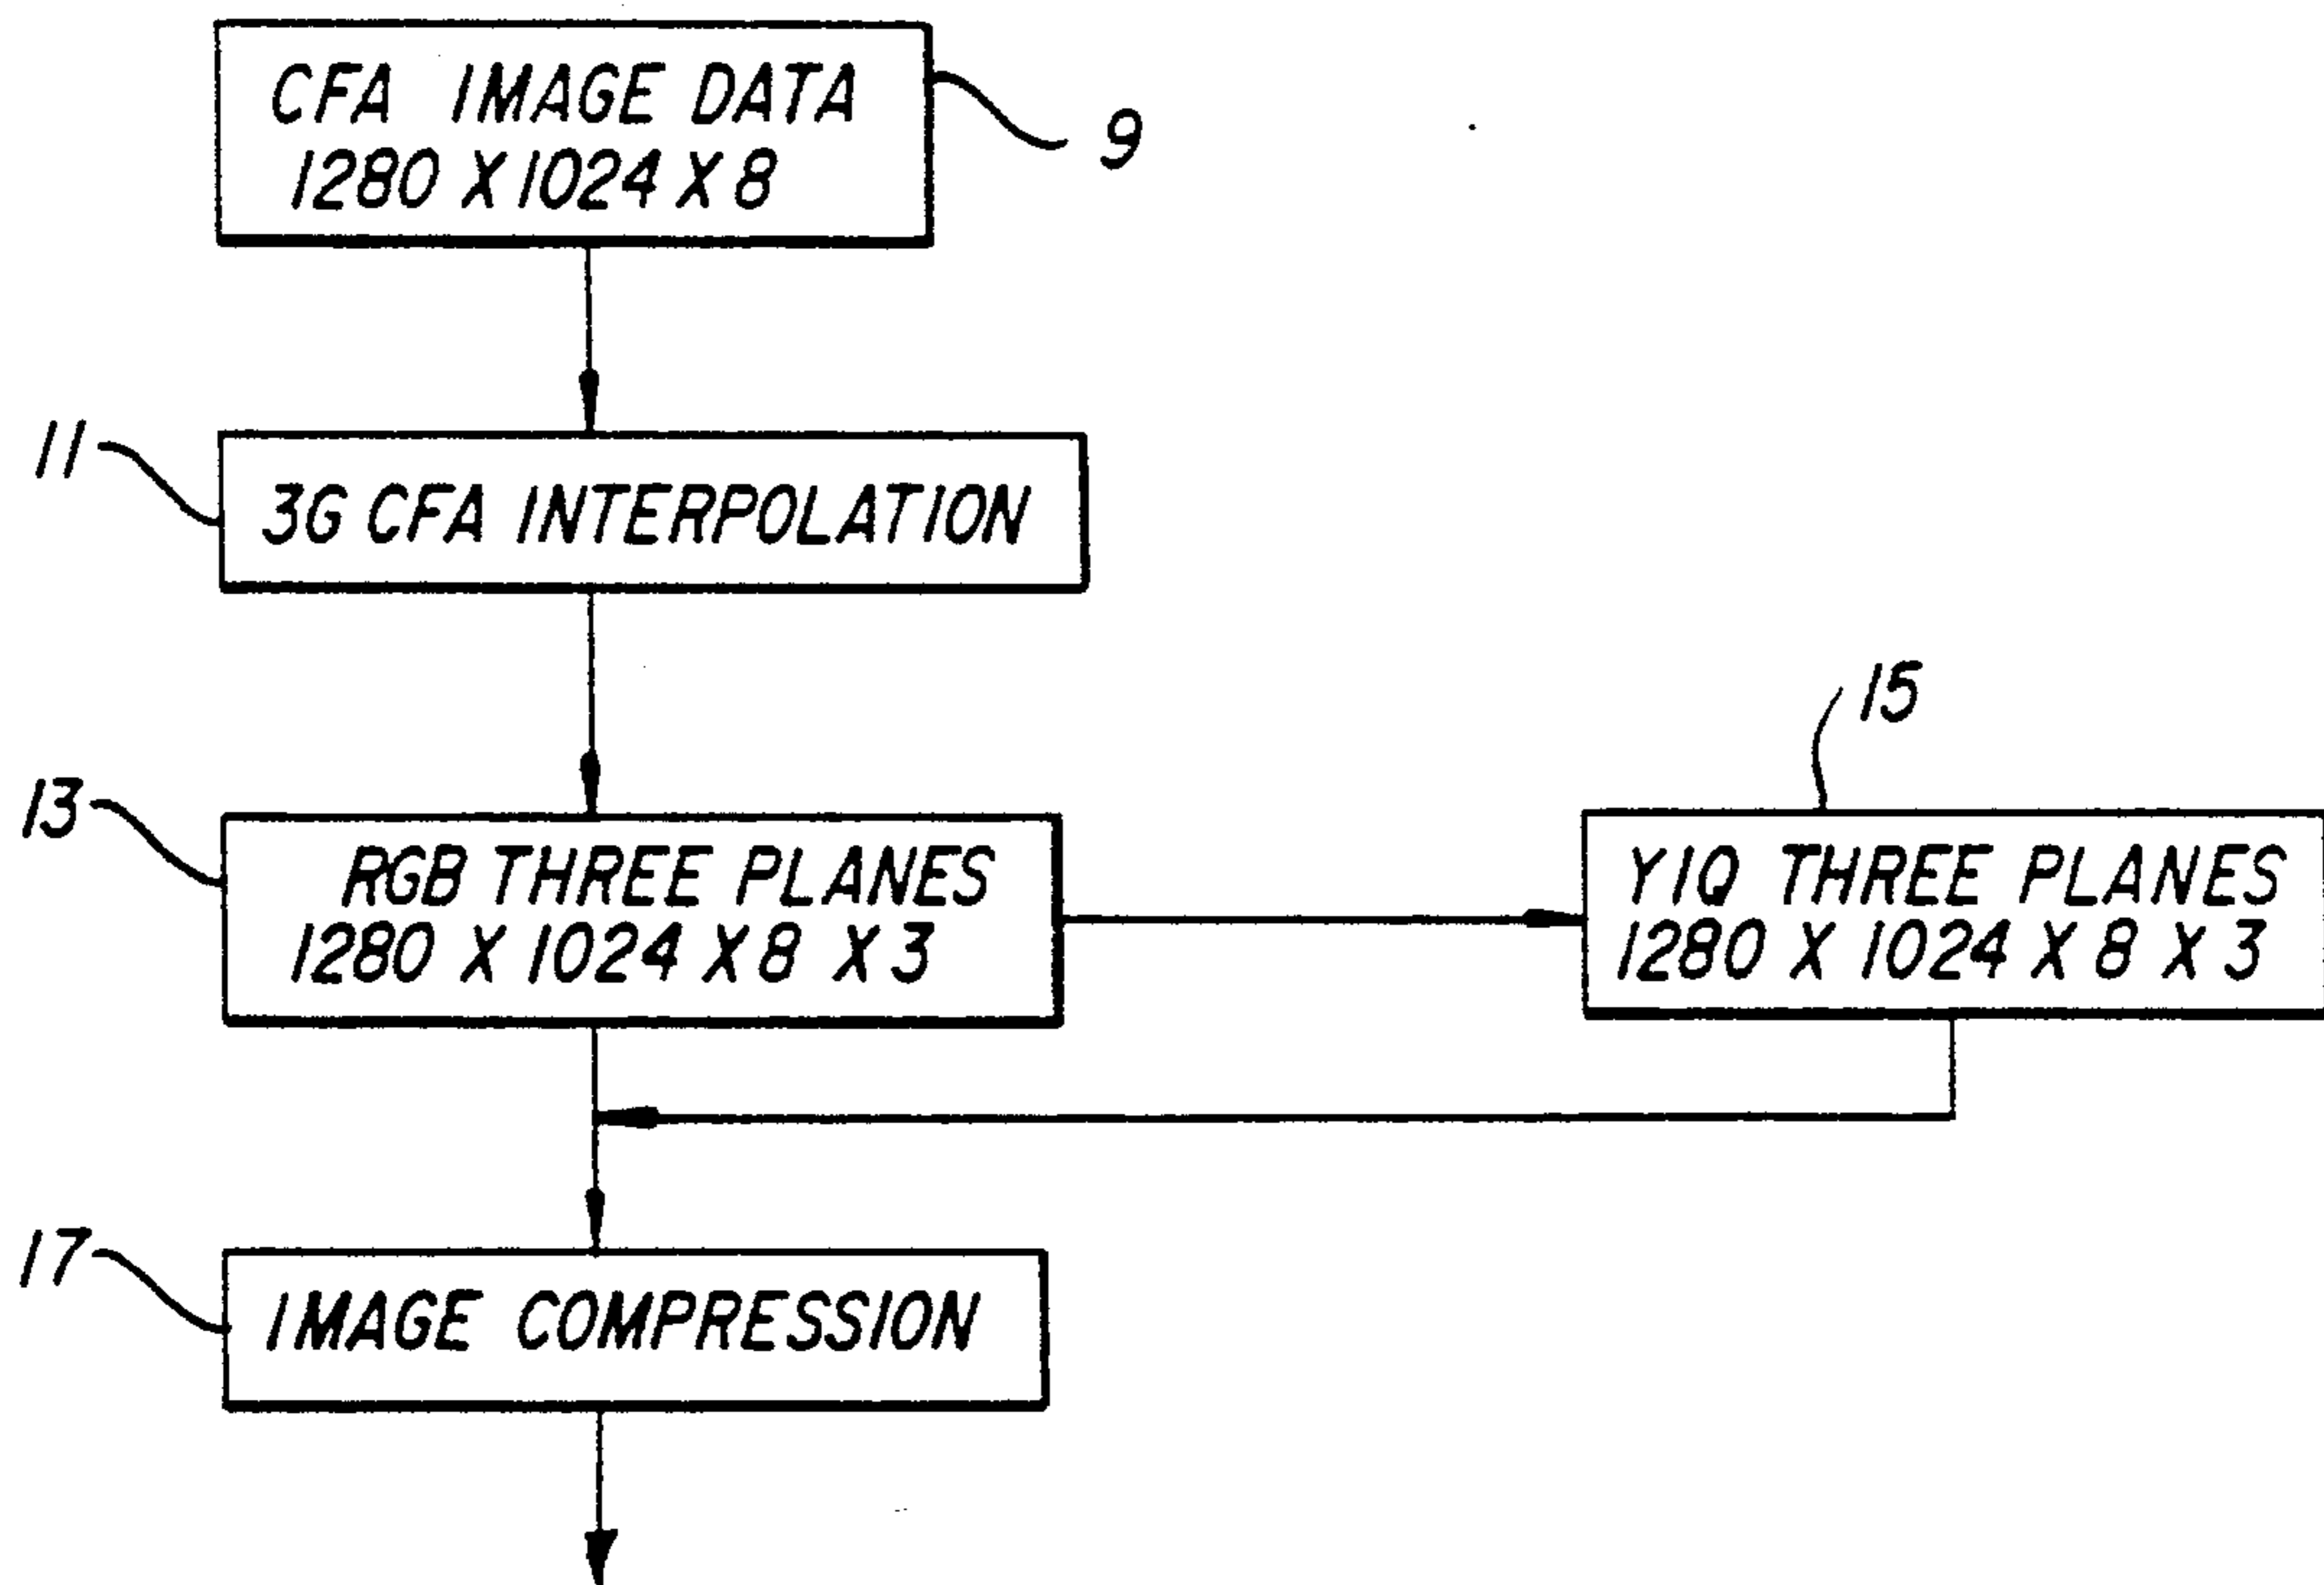 CFA IMAGE DATA
1280 X 1024 X 8
9
11
3G CFA INTERPOLATION
13
RGB THREE PLANES
1280 X 1024 X 8 X 3
15
YIQ THREE PLANES
1280 X 1024 X 8 X 3
17
IMAGE COMPRESSION